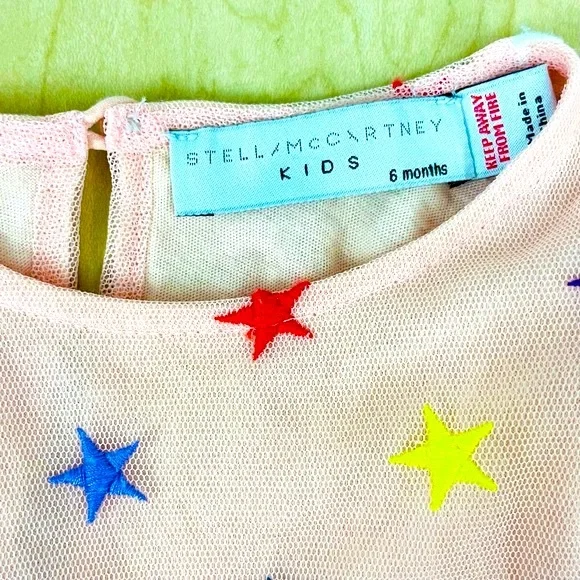 STELLA McCARTNEY
KIDS
6 months
KEEP AWAY
FROM FIRE
Made in
China